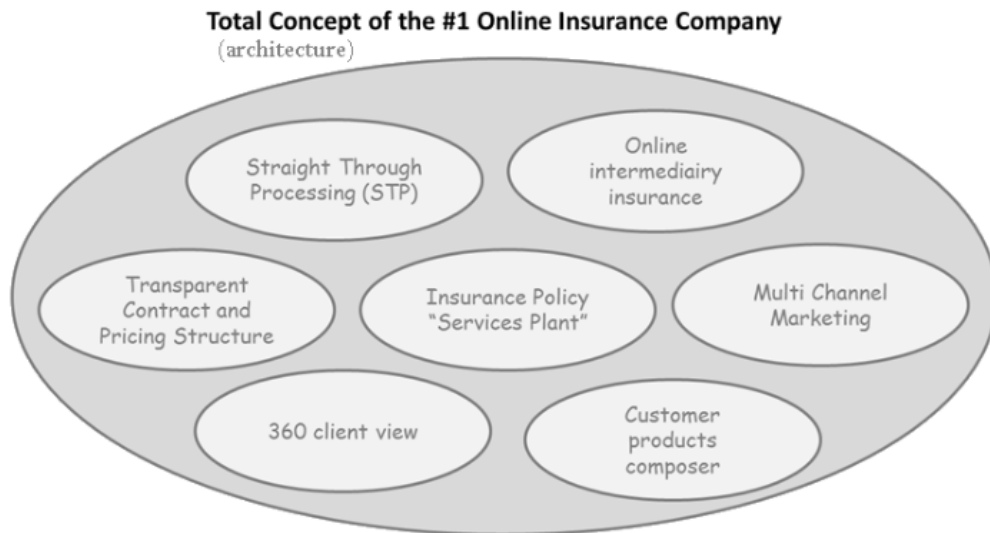 Total Concept of the #1 Online Insurance Company
(architecture)
Straight Through
Processing (STP)
Online
intermediairy
insurance
Transparent
Contract and
Pricing Structure
Insurance Policy
“Services Plant”
Multi Channel
Marketing
360 client view
Customer
products
composer